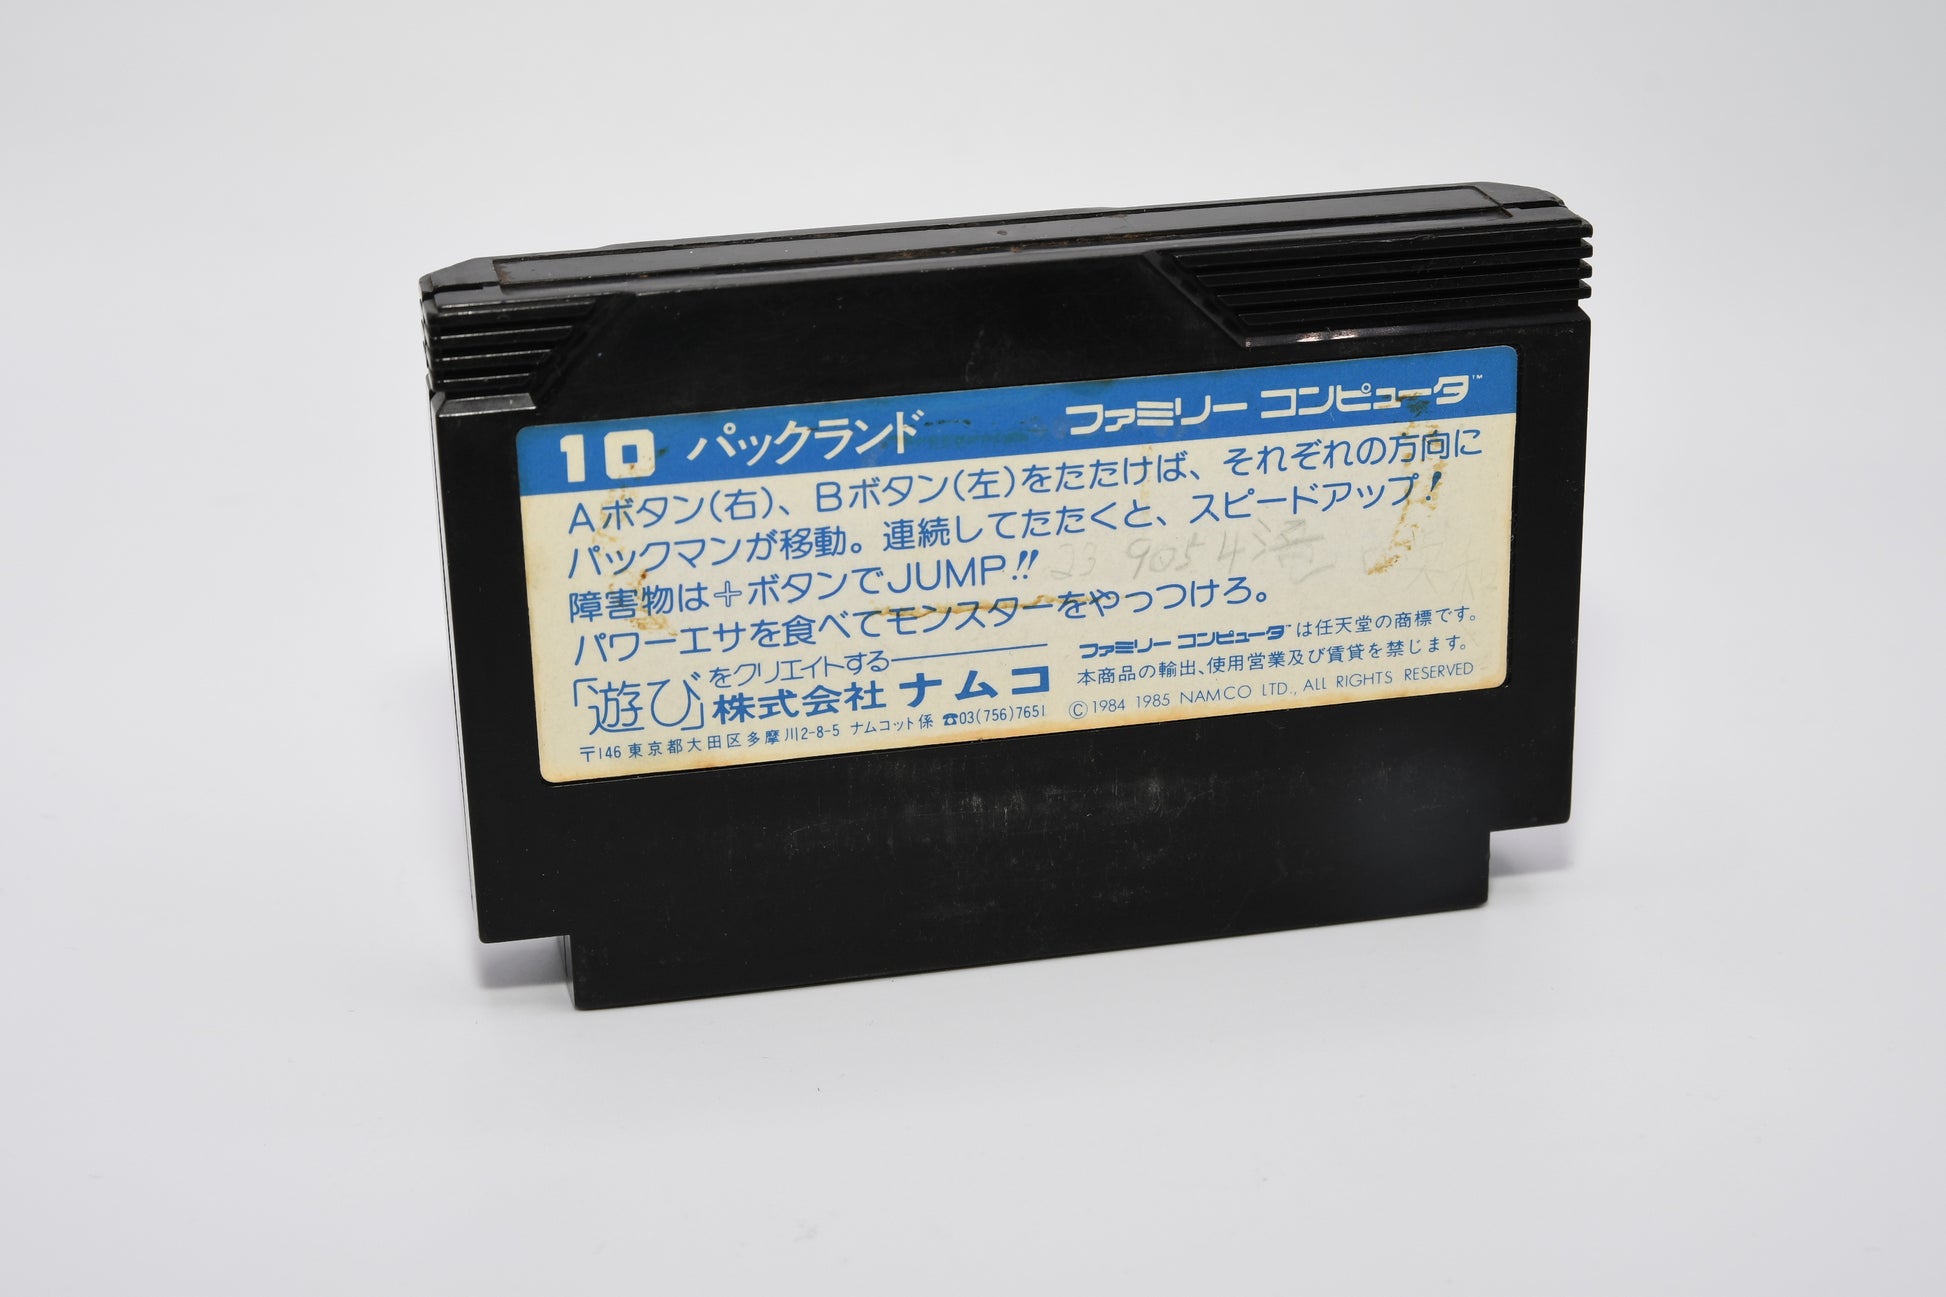 10 パックランド ファミリー コンピュータ™
Aボタン(右)、Bボタン(左)をたたけば、それぞれの方向に
パックマンが移動。連続してたたくと、スピードアップ!
障害物は✚ボタンでJUMP!!
パワーエサを食べてモンスターをやっつけろ。
「遊び」をクリエイトする
株式会社 ナムコ
〒146 東京都大田区多摩川2-8-5 ナムコット係 ☎03(756)7651
ファミリー コンピュータ™は任天堂の商標です。
本商品の輸出、使用営業及び賃貸を禁じます。
©1984 1985 NAMCO LTD., ALL RIGHTS RESERVED
23 9054